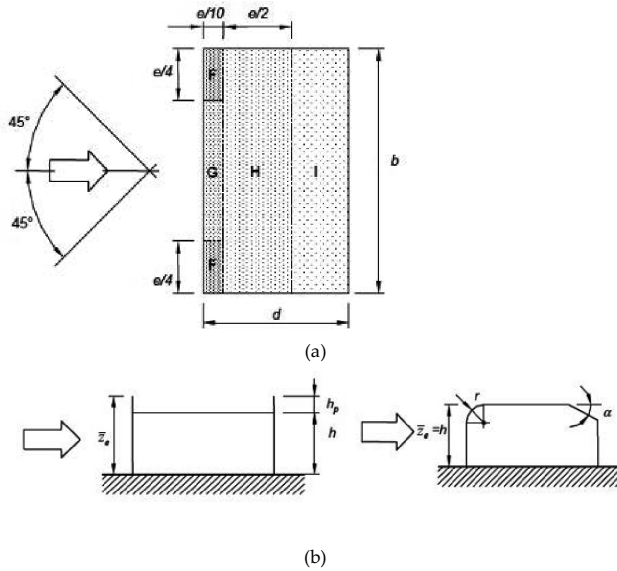 e/10 e/2
e/4
F
45°
G H I
b
45°
e/4
F
d
(a)
h_p
z̄_e
h
r
z̄_e =h
α
(b)